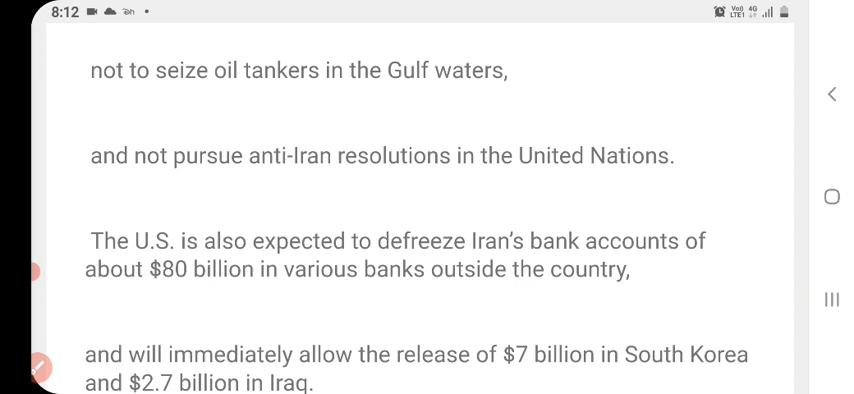 8:12
Vo)) 4G
LTE1
not to seize oil tankers in the Gulf waters,
and not pursue anti-Iran resolutions in the United Nations.
The U.S. is also expected to defreeze Iran's bank accounts of
about $80 billion in various banks outside the country,
and will immediately allow the release of $7 billion in South Korea
and $2.7 billion in Iraq.